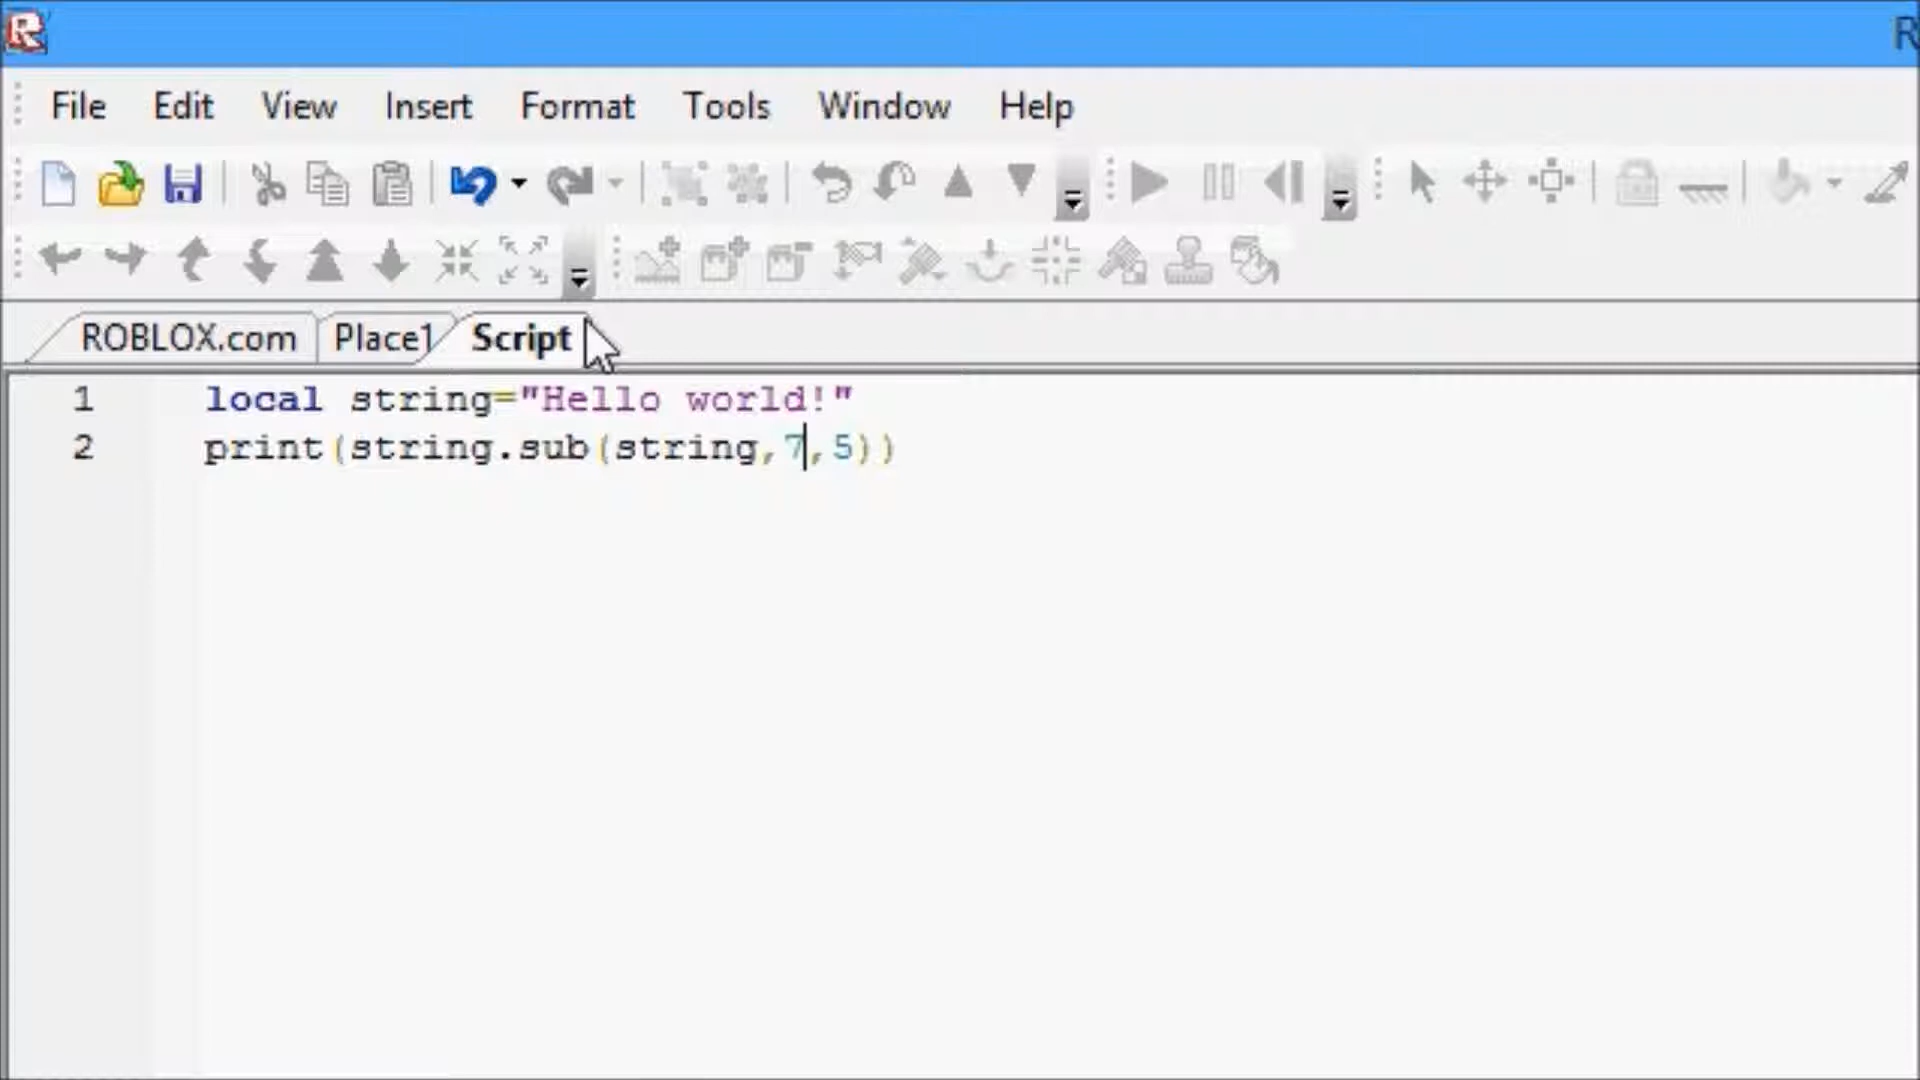 R
File Edit View Insert Format Tools Window Help
ROBLOX.com Place1 Script
1 local string="Hello world!"
2 print(string.sub(string,7,5))